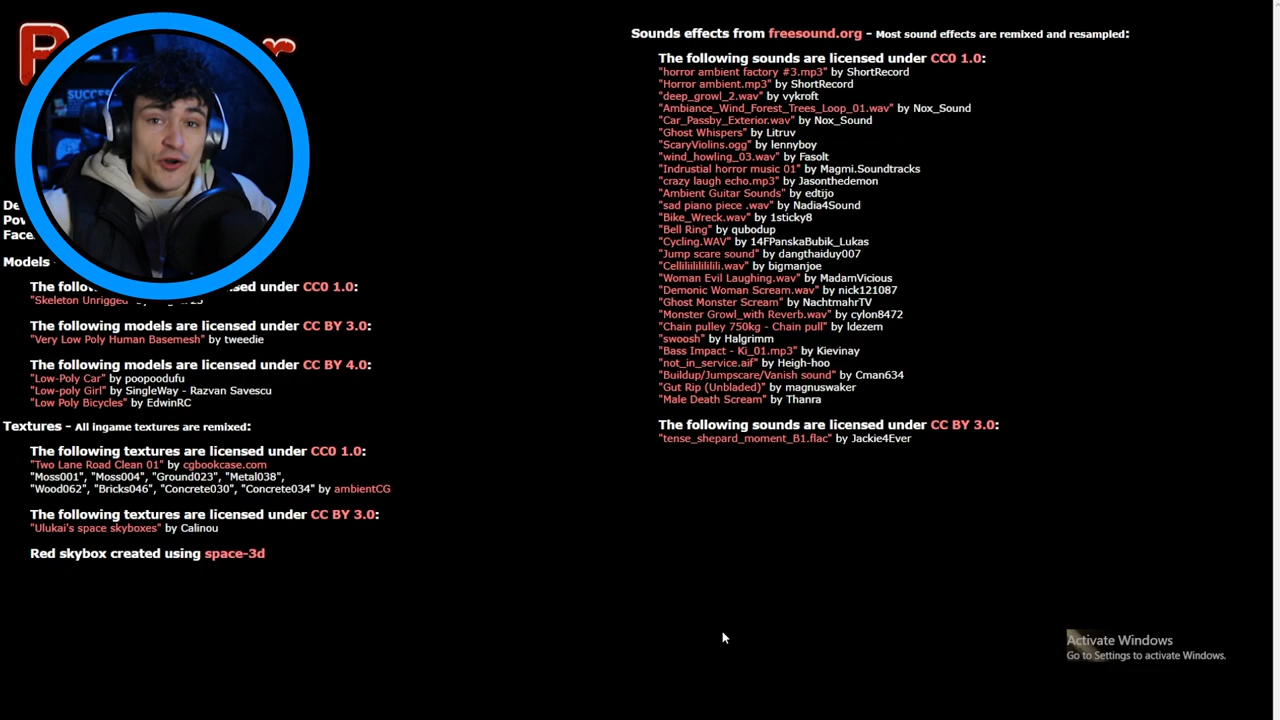 SUCCESS
Models -
The following models are licensed under CC0 1.0:
"Skeleton Unrigged"
The following models are licensed under CC BY 3.0:
"Very Low Poly Human Basemesh" by tweedie
The following models are licensed under CC BY 4.0:
"Low-Poly Car" by poopoodufu
"Low-poly Girl" by SingleWay - Razvan Savescu
"Low Poly Bicycles" by EdwinRC
Textures - All ingame textures are remixed:
The following textures are licensed under CC0 1.0:
"Two Lane Road Clean 01" by cgbookcase.com
"Moss001", "Moss004", "Ground023", "Metal038",
"Wood062", "Bricks046", "Concrete030", "Concrete034" by ambientCG
The following textures are licensed under CC BY 3.0:
"Ulukai's space skyboxes" by Calinou
Red skybox created using space-3d
Sounds effects from freesound.org - Most sound effects are remixed and resampled:
The following sounds are licensed under CC0 1.0:
"horror ambient factory #3.mp3" by ShortRecord
"Horror ambient.mp3" by ShortRecord
"deep_growl_2.wav" by vykroft
"Ambiance_Wind_Forest_Trees_Loop_01.wav" by Nox_Sound
"Car_Passby_Exterior.wav" by Nox_Sound
"Ghost Whispers" by Litruv
"ScaryViolins.ogg" by lennyboy
"wind_howling_03.wav" by Fasolt
"Indrustial horror music 01" by Magmi.Soundtracks
"crazy laugh echo.mp3" by Jasonthedemon
"Ambient Guitar Sounds" by edtijo
"sad piano piece .wav" by Nadia4Sound
"Bike_Wreck.wav" by 1sticky8
"Bell Ring" by qubodup
"Cycling.WAV" by 14FPanskaBubik_Lukas
"Jump scare sound" by dangthaiduy007
"Celliiiliililili.wav" by bigmanjoe
"Woman Evil Laughing.wav" by MadamVicious
"Demonic Woman Scream.wav" by nick121087
"Ghost Monster Scream" by NachtmahrTV
"Monster Growl_with Reverb.wav" by cylon8472
"Chain pulley 750kg - Chain pull" by ldezem
"swoosh" by Halgrimm
"Bass Impact - Ki_01.mp3" by Kievinay
"not_in_service.aif" by Heigh-hoo
"Buildup/Jumpscare/Vanish sound" by Cman634
"Gut Rip (Unbladed)" by magnuswaker
"Male Death Scream" by Thanra
The following sounds are licensed under CC BY 3.0:
"tense_shepard_moment_B1.flac" by Jackie4Ever
Activate Windows
Go to Settings to activate Windows.